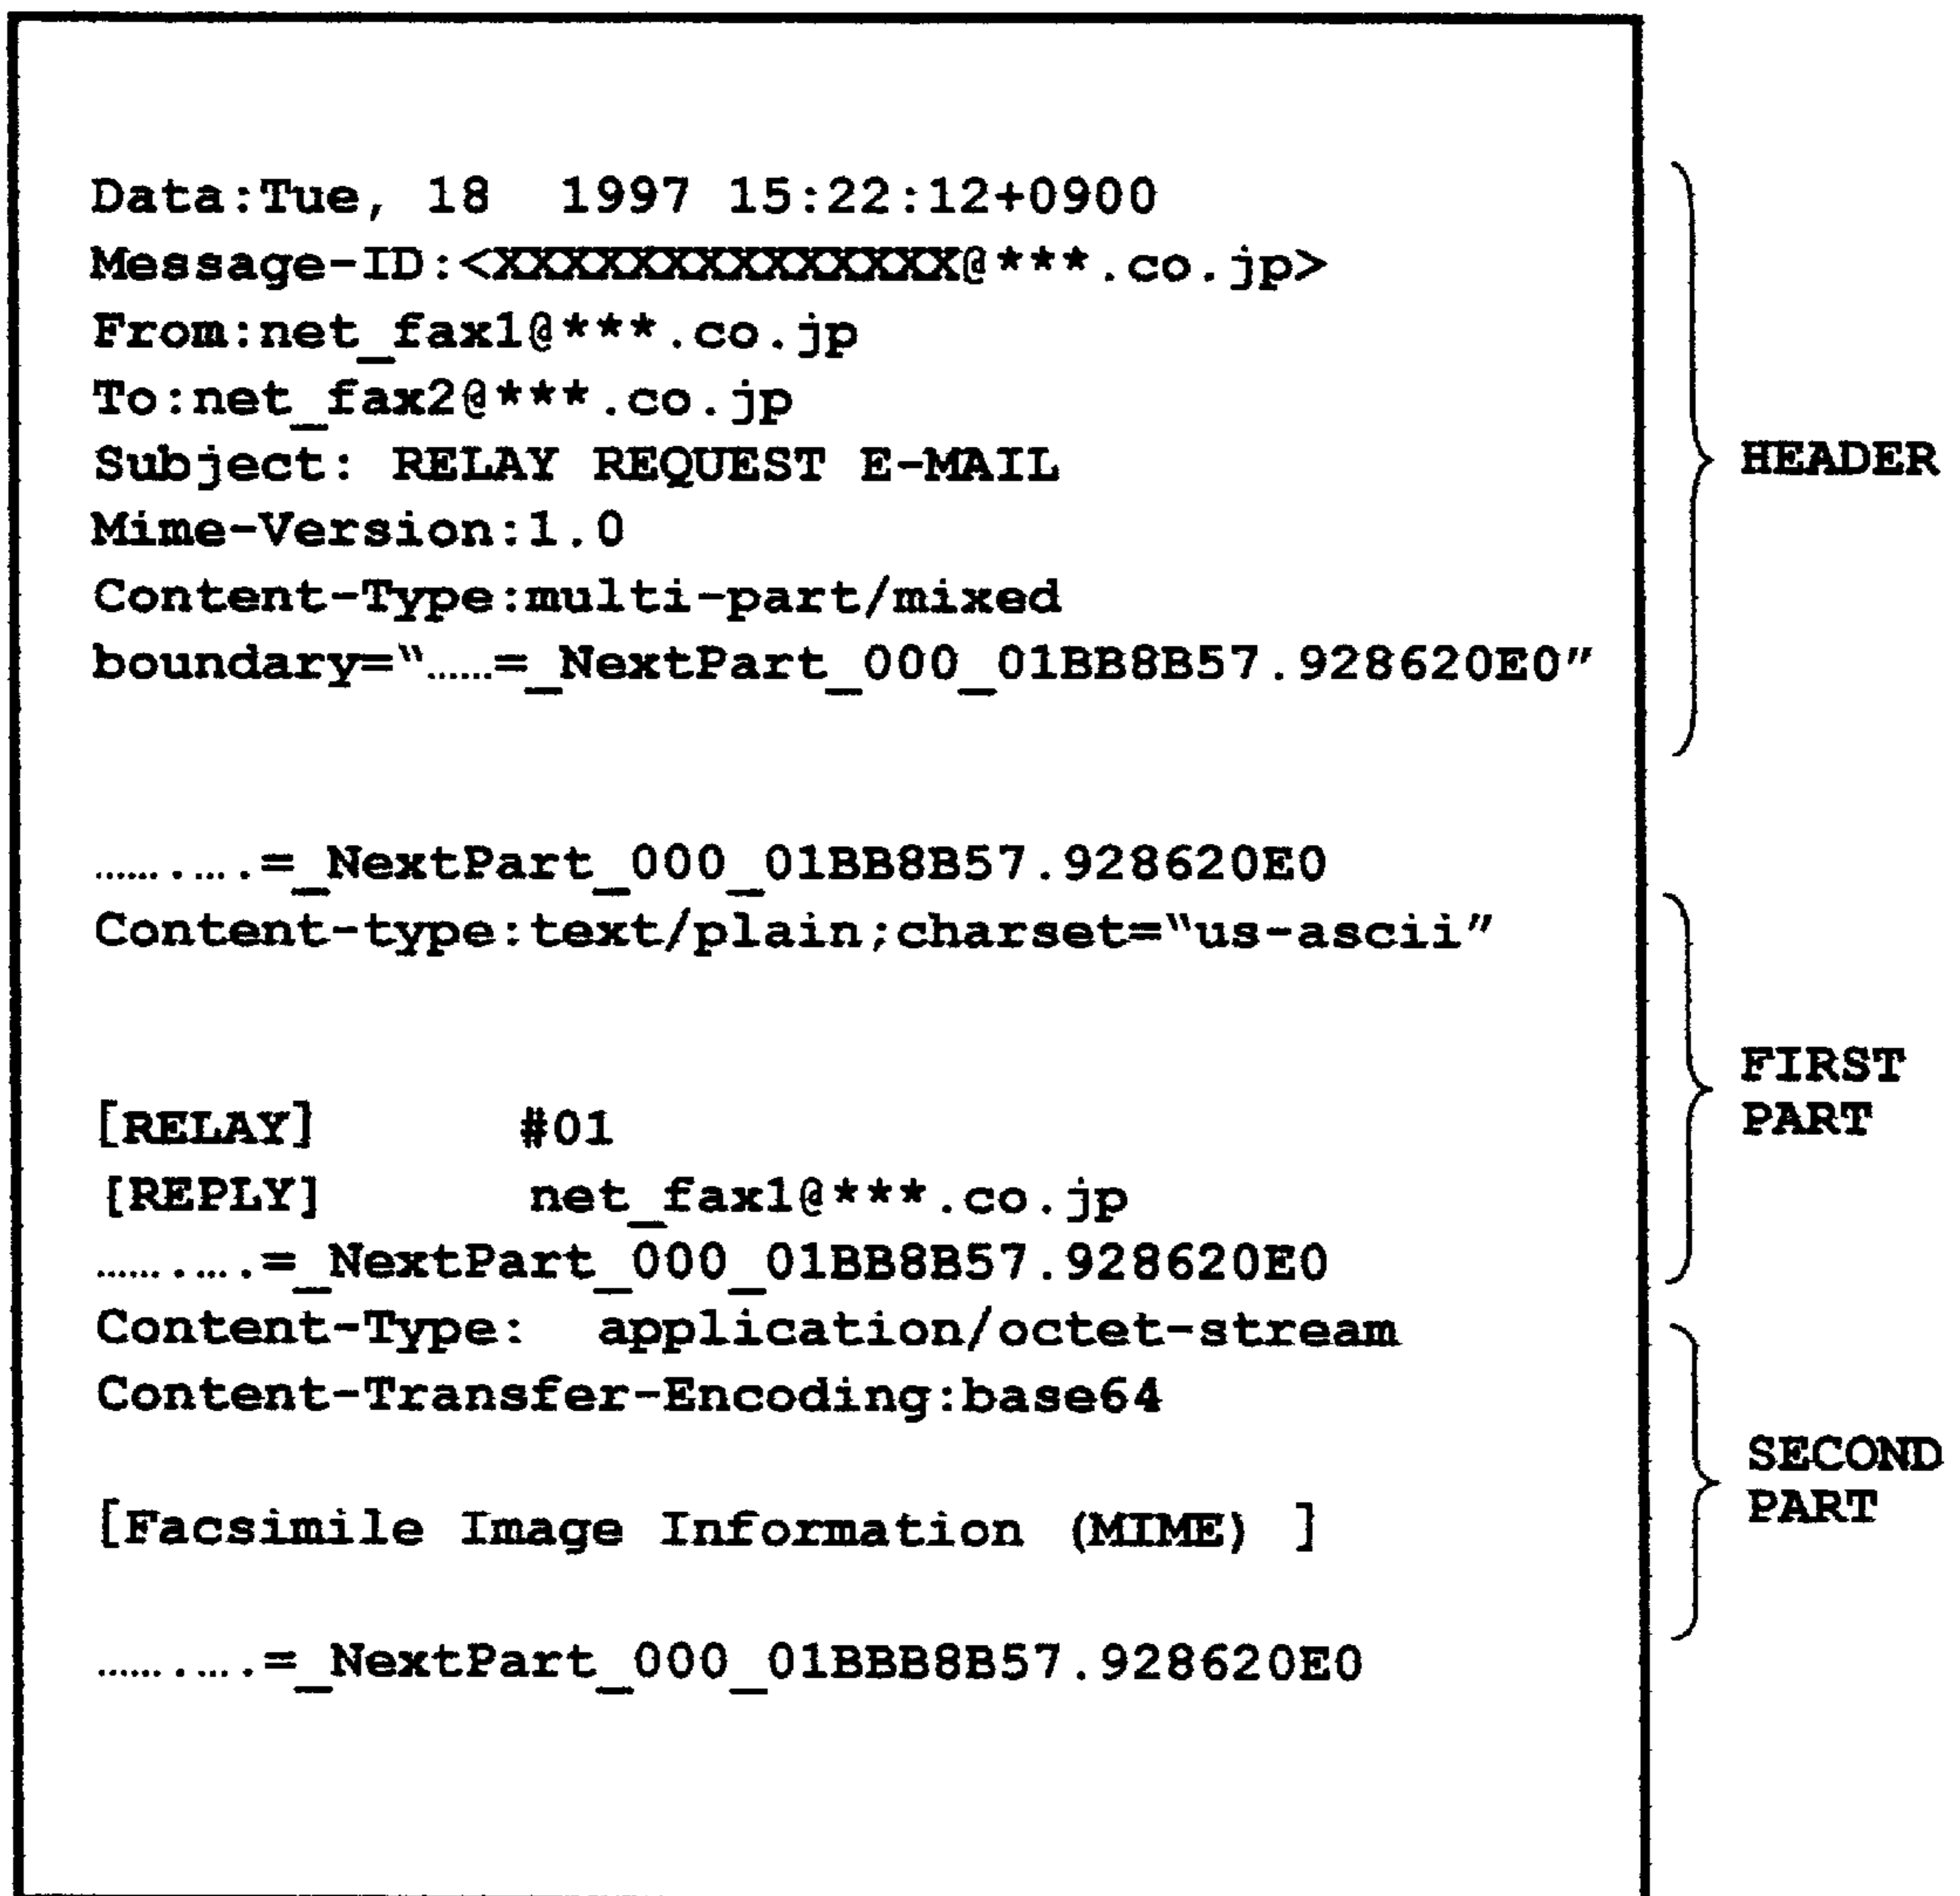 Data:Tue, 18  1997 15:22:12+0900
Message-ID:<XXXXXXXXXXXXXXXX@***.co.jp>
From:net_fax1@***.co.jp
To:net_fax2@***.co.jp
Subject: RELAY REQUEST E-MAIL
Mime-Version:1.0
Content-Type:multi-part/mixed
boundary="......=_NextPart_000_01BB8B57.928620E0"
HEADER
..........=_NextPart_000_01BB8B57.928620E0
Content-type:text/plain;charset="us-ascii"
[RELAY] #01
[REPLY] net_fax1@***.co.jp
..........=_NextPart_000_01BB8B57.928620E0
FIRST
PART
Content-Type: application/octet-stream
Content-Transfer-Encoding:base64
[Facsimile Image Information (MIME) ]
SECOND
PART
..........=_NextPart_000_01BBB8B57.928620E0